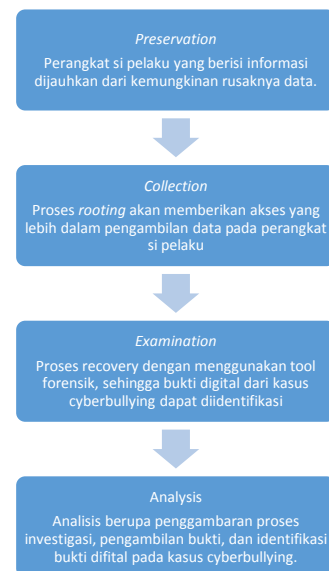 Preservation
Perangkat si pelaku yang berisi informasi
dijauhkan dari kemungkinan rusaknya data.
Collection
Proses rooting akan memberikan akses yang
lebih dalam pengambilan data pada perangkat
si pelaku
Examination
Proses recovery dengan menggunakan tool
forensik, sehingga bukti digital dari kasus
cyberbullying dapat diidentifikasi
Analysis
Analisis berupa penggambaran proses
investigasi, pengambilan bukti, dan identifikasi
bukti difital pada kasus cyberbullying.